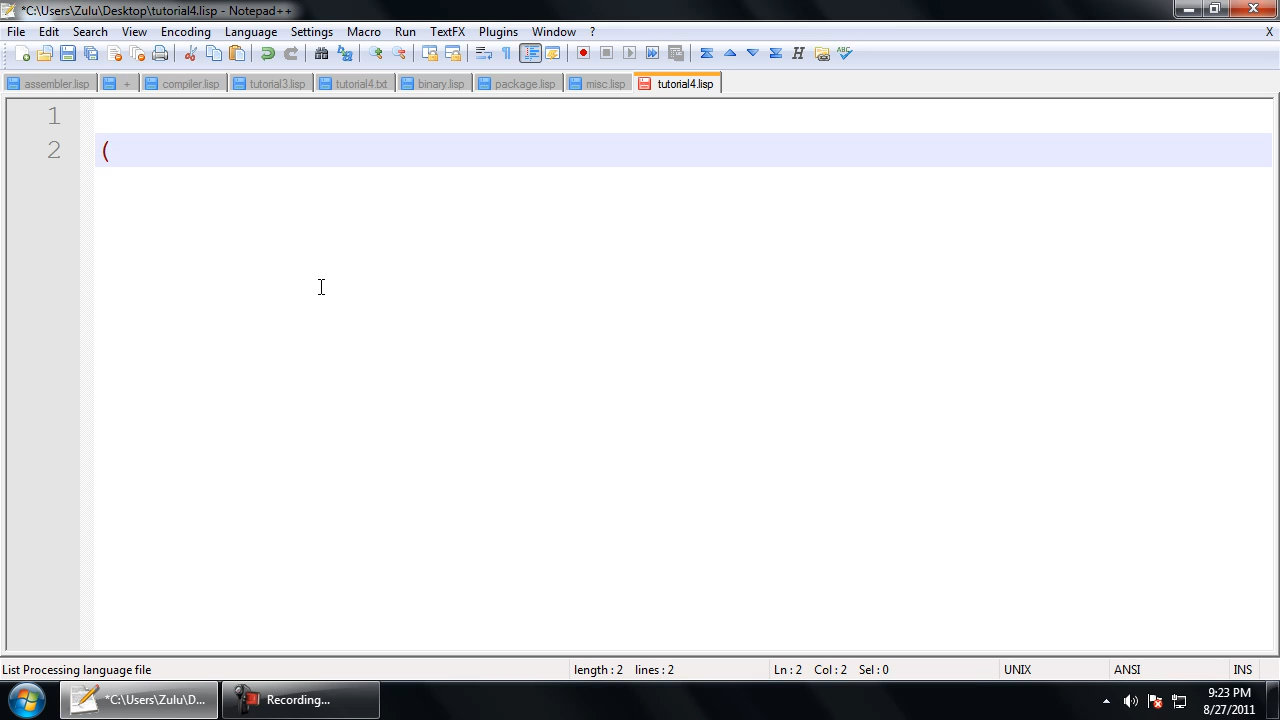 *C:\Users\Zulu\Desktop\tutorial4.lisp - Notepad++
File Edit Search View Encoding Language Settings Macro Run TextFX Plugins Window ? X
assembler.lisp + compiler.lisp tutorial3.lisp tutorial4.txt binary.lisp package.lisp misc.lisp tutorial4.lisp
1
2 (
List Processing language file length : 2 lines : 2 Ln : 2 Col : 2 Sel : 0 UNIX ANSI INS
*C:\Users\Zulu\D... Recording... 9:23 PM
8/27/2011